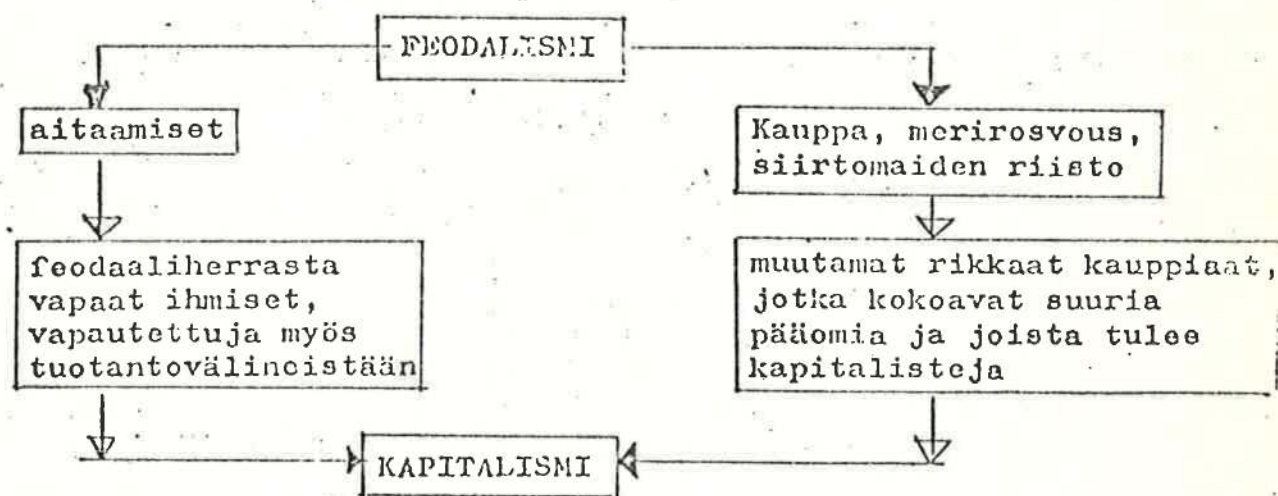 FEODALISMI
aitaamiset
Kauppa, merirosvous,
siirtomaiden riisto
feodaaliherrasta
vapaat ihmiset,
vapautettuja myös
tuotantovälineistään
muutamat rikkaat kauppiaat,
jotka kokoavat suuria
pääomia ja joista tulee
kapitalisteja
KAPITALISMI